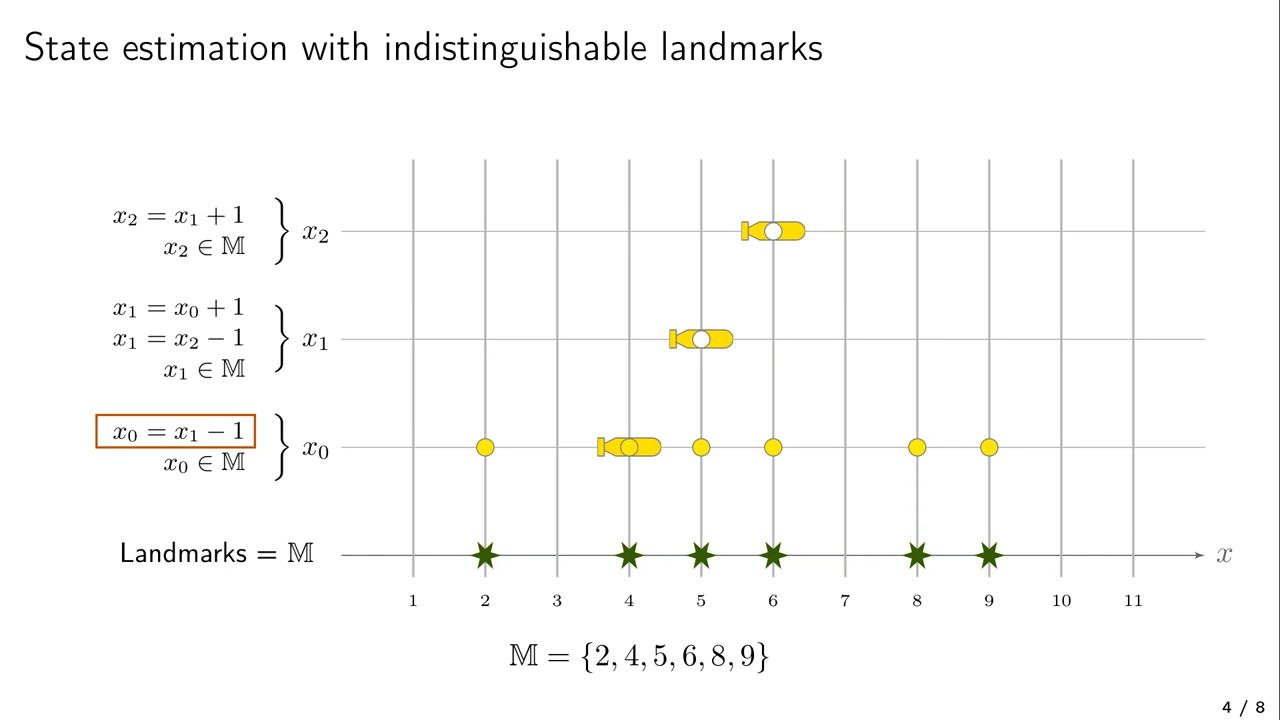 State estimation with indistinguishable landmarks
x₂ = x₁ + 1
x₂ ∈ 𝕄
x₂
x₁ = x₀ + 1
x₁ = x₂ − 1
x₁ ∈ 𝕄
x₁
x₀ = x₁ − 1
x₀ ∈ 𝕄
x₀
Landmarks = 𝕄
x
1 2 3 4 5 6 7 8 9 10 11
𝕄 = {2, 4, 5, 6, 8, 9}
4 / 8